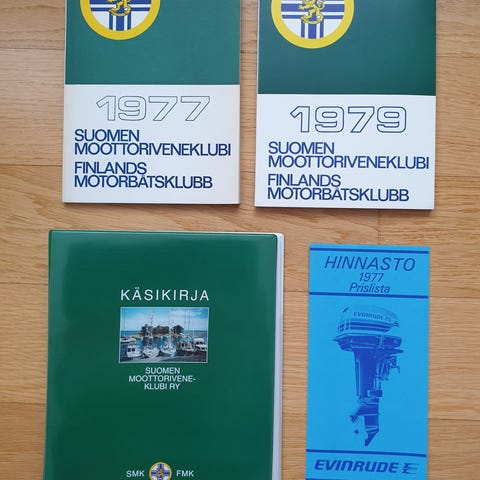 1977
SUOMEN
MOOTTORIVENEKLUBI
FINLANDS
MOTORBÅTSKLUBB
1979
SUOMEN
MOOTTORIVENEKLUBI
FINLANDS
MOTORBÅTSKLUBB
KÄSIKIRJA
SUOMEN
MOOTTORIVENE-
KLUBI RY
SMK FMK
HINNASTO
1977
Prislista
EVINRUDE
EVINRUDE